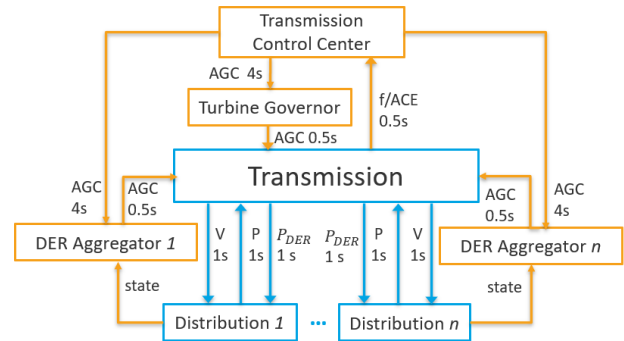 Transmission
Control Center
AGC 4s
f/ACE
0.5s
Turbine Governor
AGC 0.5s
Transmission
AGC
4s
AGC
0.5s
AGC
0.5s
AGC
4s
DER Aggregator 1
V
1s
P
1s
P_DER
1 s
P_DER
1 s
P
1s
V
1s
DER Aggregator n
state
state
Distribution 1
...
Distribution n